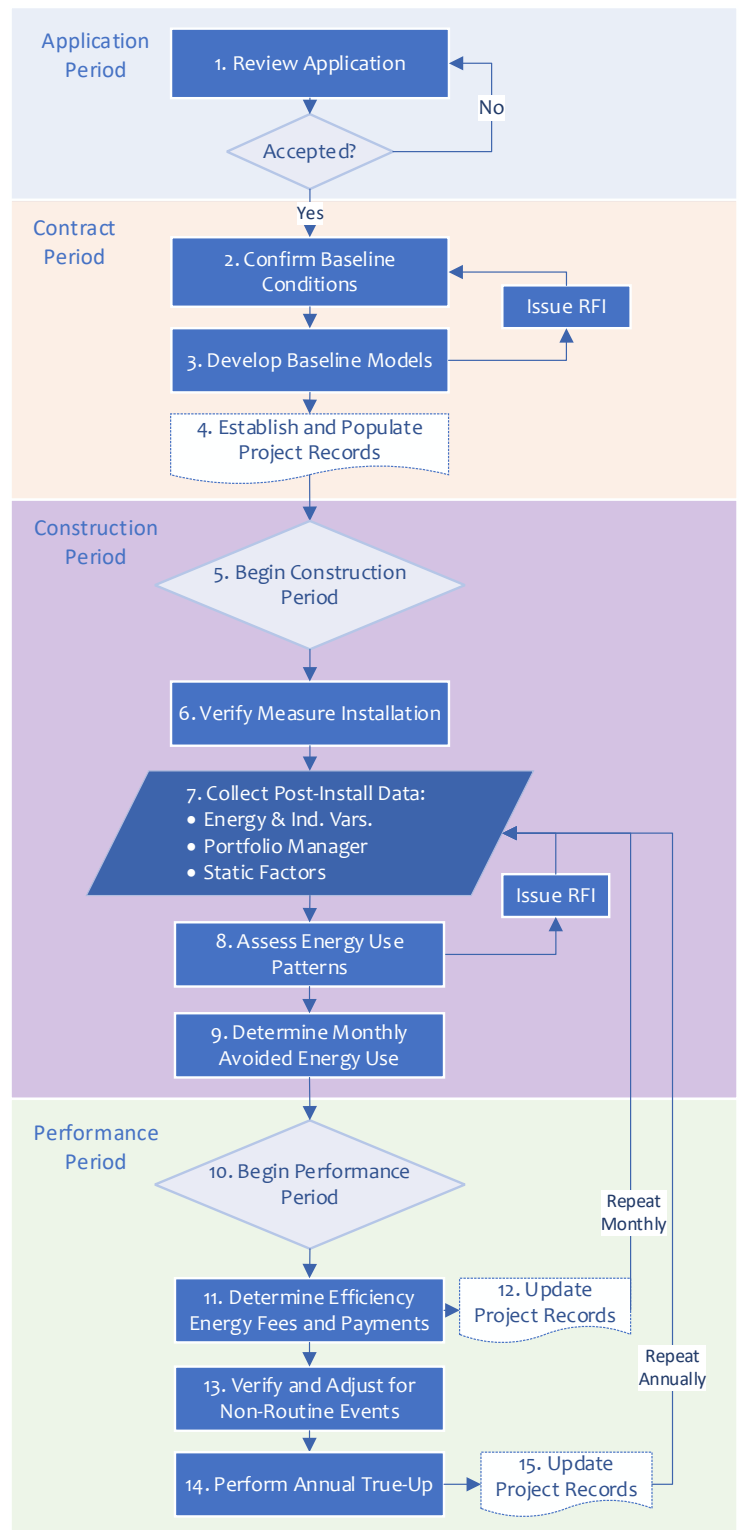 Application
Period
1. Review Application
No
Accepted?
Yes
Contract
Period
2. Confirm Baseline
Conditions
Issue RFI
3. Develop Baseline Models
4. Establish and Populate
Project Records
Construction
Period
5. Begin Construction
Period
6. Verify Measure Installation
7. Collect Post-Install Data:
• Energy & Ind. Vars.
• Portfolio Manager
• Static Factors
Issue RFI
8. Assess Energy Use
Patterns
9. Determine Monthly
Avoided Energy Use
Performance
Period
10. Begin Performance
Period
Repeat
Monthly
11. Determine Efficiency
Energy Fees and Payments
12. Update
Project Records
Repeat
Annually
13. Verify and Adjust for
Non-Routine Events
14. Perform Annual True-Up
15. Update
Project Records